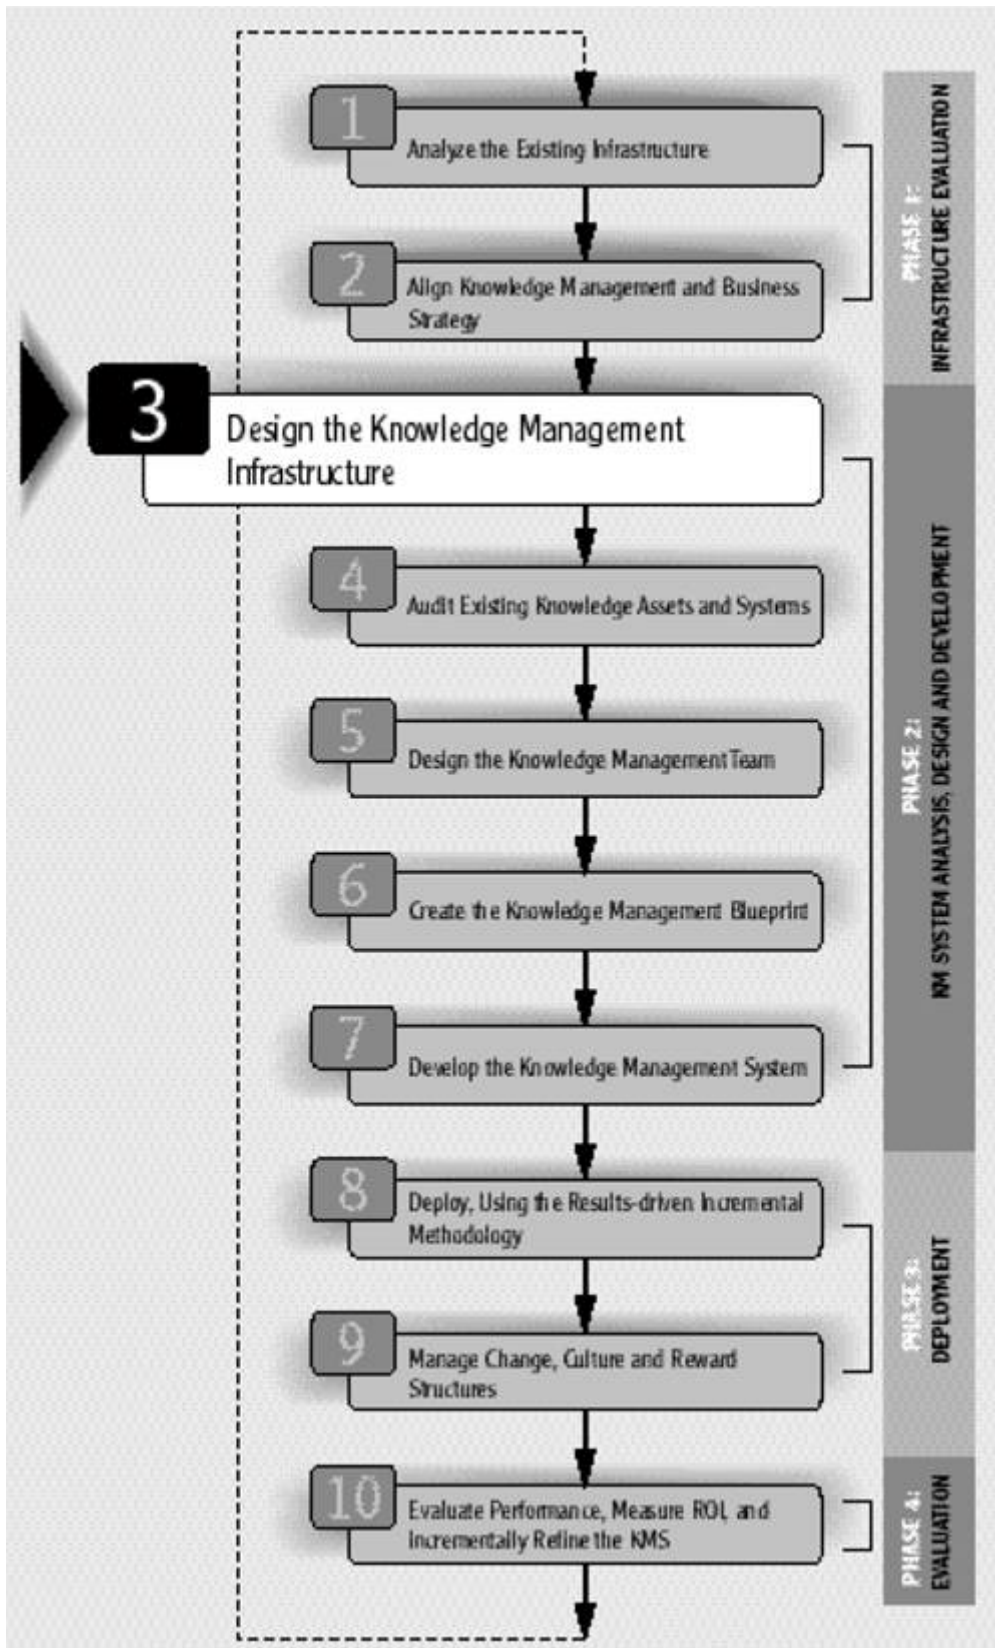 1
Analyze the Existing Infrastructure
2
Align Knowledge Management and Business
Strategy
3
Design the Knowledge Management
Infrastructure
4
Audit Existing Knowledge Assets and Systems
5
Design the Knowledge Management Team
6
Create the Knowledge Management Blueprint
7
Develop the Knowledge Management System
8
Deploy, Using the Results-driven Incremental
Methodology
9
Manage Change, Culture and Reward
Structures
10
Evaluate Performance, Measure ROI, and
Incrementally Refine the KMS
PHASE 1:
INFRASTRUCTURE EVALUATION
PHASE 2:
KM SYSTEM ANALYSIS, DESIGN AND DEVELOPMENT
PHASE 3:
DEPLOYMENT
PHASE 4:
EVALUATION